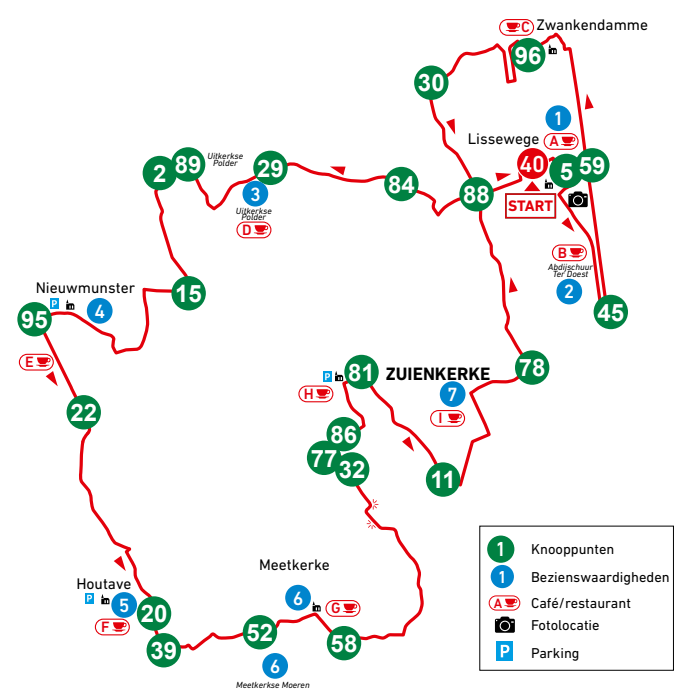 C
Zwankendamme
96
30
1
Lissewege
A
40
5
59
START
88
84
29
89
2
Uitkerkse
Polder
3
Uitkerkse
Polder
D
B
Abdijschuur
Ter Doest
2
45
15
Nieuwmunster
P
4
95
E
22
78
P
81
ZUIENKERKE
H
7
I
86
77
32
11
Meetkerke
6
G
58
52
6
Meetkerkse Moeren
Houtave
P
5
20
F
39
1
Knooppunten
1
Bezienswaardigheden
A
Café/restaurant
Fotolocatie
P
Parking